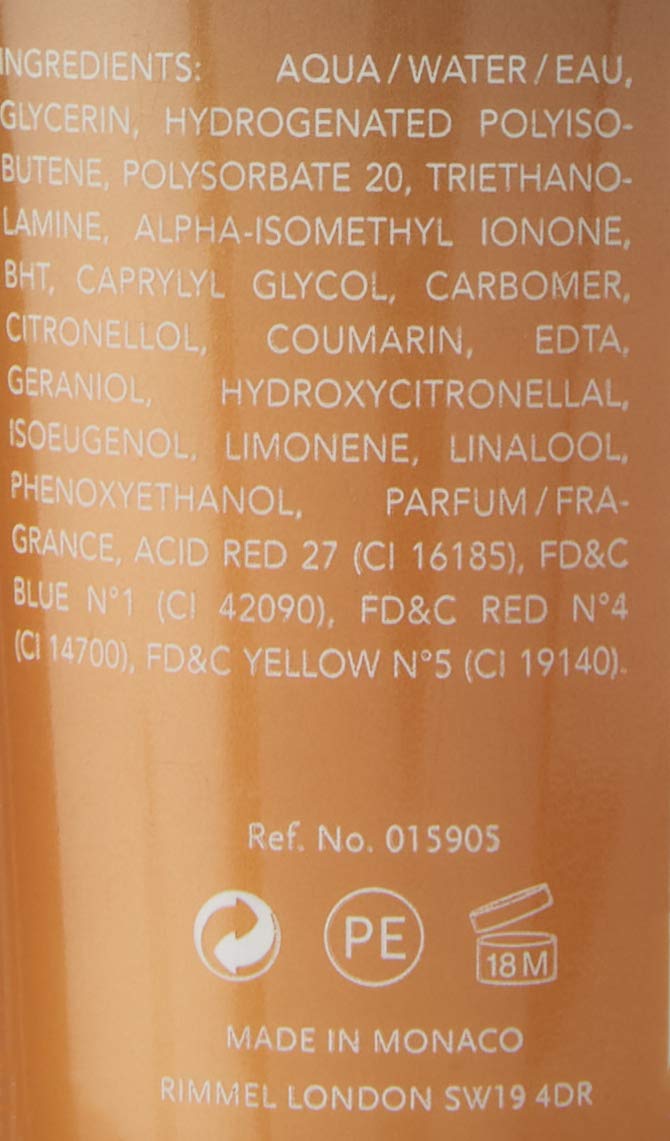 INGREDIENTS: AQUA/WATER/EAU,
GLYCERIN, HYDROGENATED POLYISO-
BUTENE, POLYSORBATE 20, TRIETHANO-
LAMINE, ALPHA-ISOMETHYL IONONE,
BHT, CAPRYLYL GLYCOL, CARBOMER,
CITRONELLOL, COUMARIN, EDTA,
GERANIOL, HYDROXYCITRONELLAL,
ISOEUGENOL, LIMONENE, LINALOOL,
PHENOXYETHANOL, PARFUM/FRA-
GRANCE, ACID RED 27 (CI 16185), FD&C
BLUE N°1 (CI 42090), FD&C RED N°4
(CI 14700), FD&C YELLOW N°5 (CI 19140).
Ref. No. 015905
PE
18M
MADE IN MONACO
RIMMEL LONDON SW19 4DR